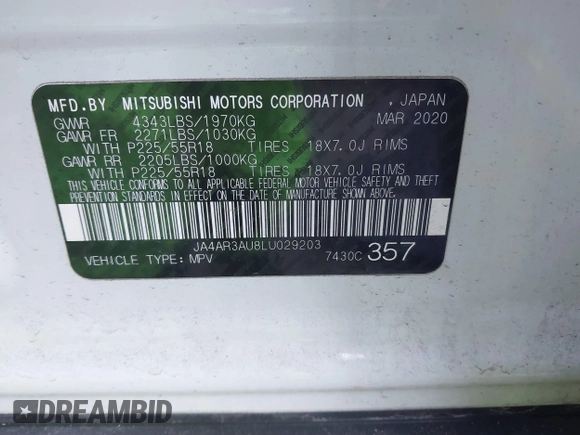 MFD.BY MITSUBISHI MOTORS CORPORATION , JAPAN
GVWR 4343LBS/1970KG MAR 2020
GAWR FR 2271LBS/1030KG
WITH P225/55R18 TIRES 18X7.0J RIMS
GAWR RR 2205LBS/1000KG
WITH P225/55R18 TIRES 18X7.0J RIMS
THIS VEHICLE CONFORMS TO ALL APPLICABLE FEDERAL MOTOR VEHICLE SAFETY AND THEFT
PREVENTION STANDARDS IN EFFECT ON THE DATE OF MANUFACTURE SHOWN ABOVE.
JA4AR3AU8LU029203
VEHICLE TYPE:MPV 7430C 357
DREAMBID